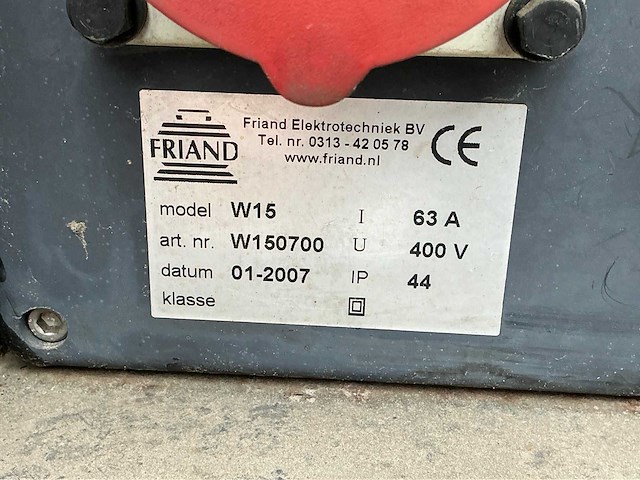 FRIAND
Friand Elektrotechniek BV
Tel. nr. 0313 - 42 05 78
www.friand.nl
CE
model W15 I 63 A
art. nr. W150700 U 400 V
datum 01-2007 IP 44
klasse